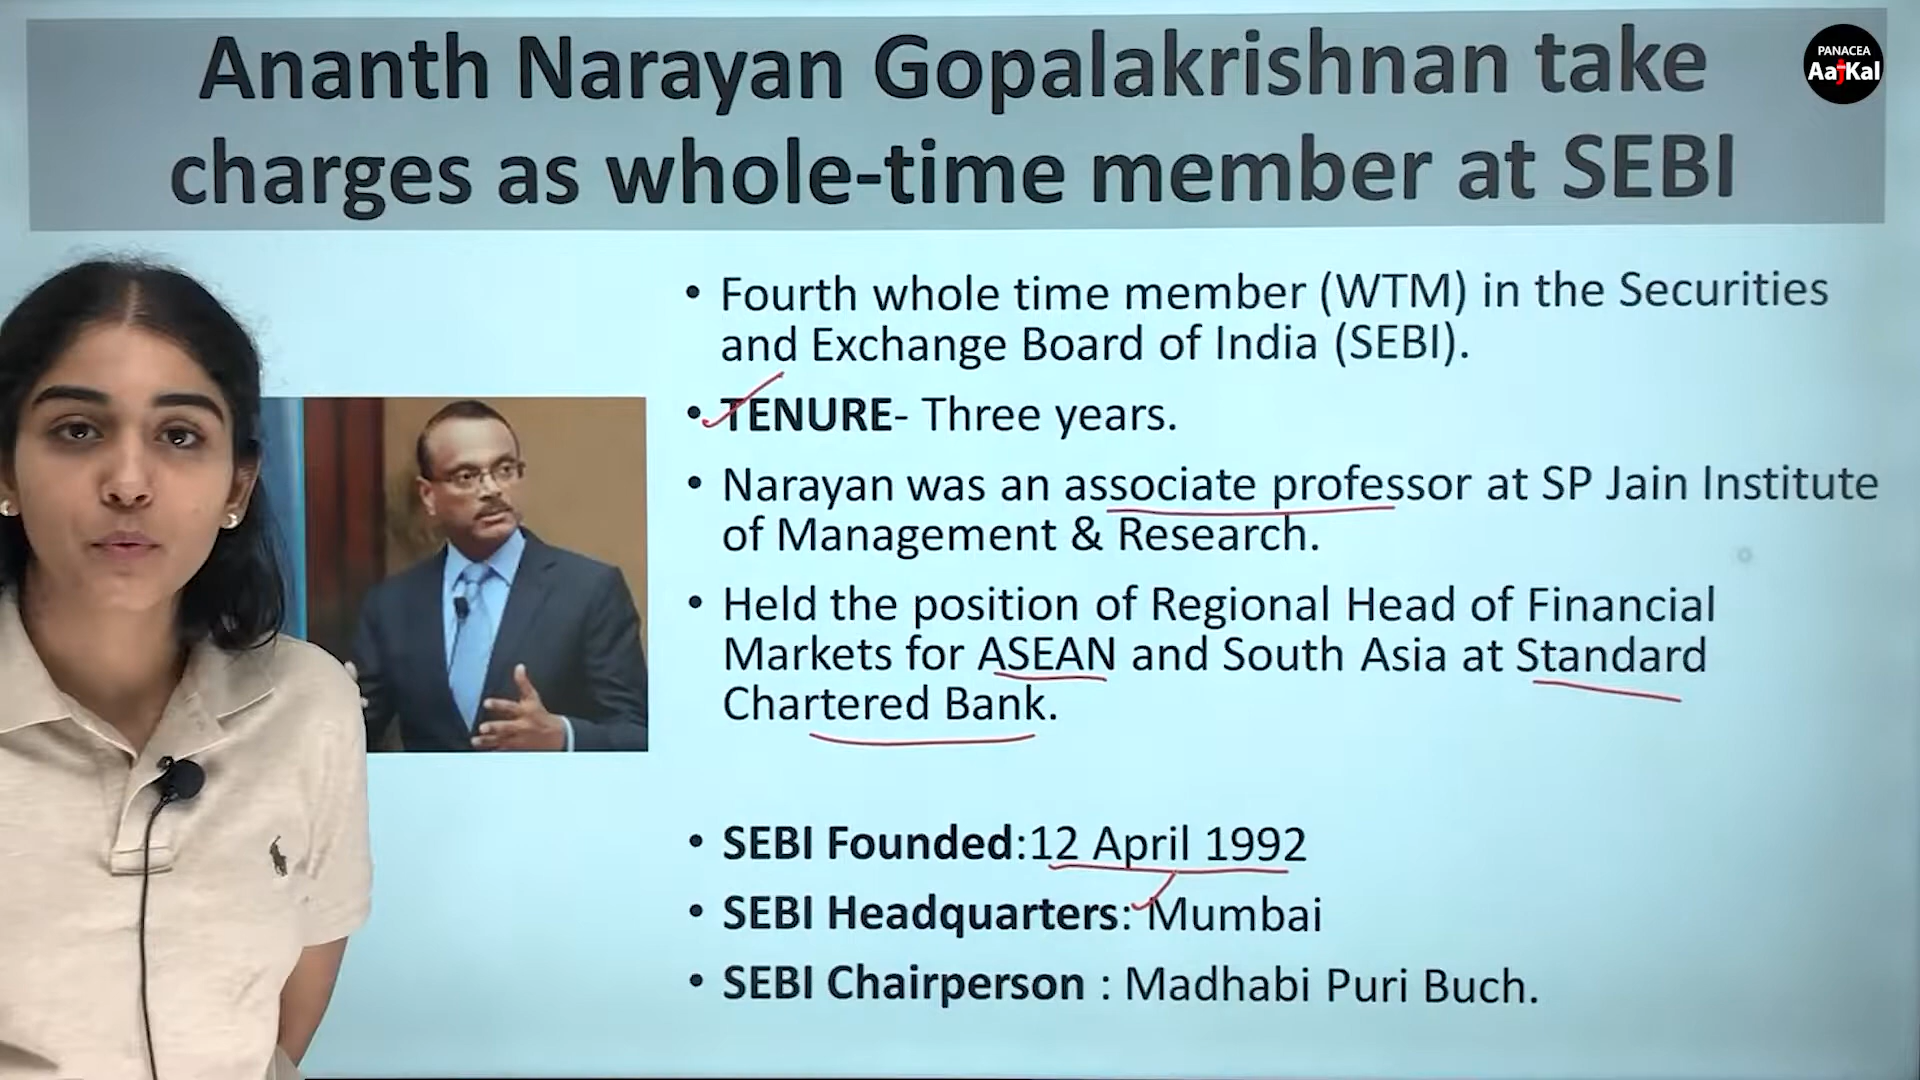 Ananth Narayan Gopalakrishnan take
charges as whole-time member at SEBI
PANACEA
AajKal
• Fourth whole time member (WTM) in the Securities
and Exchange Board of India (SEBI).
• TENURE- Three years.
• Narayan was an associate professor at SP Jain Institute
of Management & Research.
• Held the position of Regional Head of Financial
Markets for ASEAN and South Asia at Standard
Chartered Bank.
• SEBI Founded:12 April 1992
• SEBI Headquarters: Mumbai
• SEBI Chairperson : Madhabi Puri Buch.